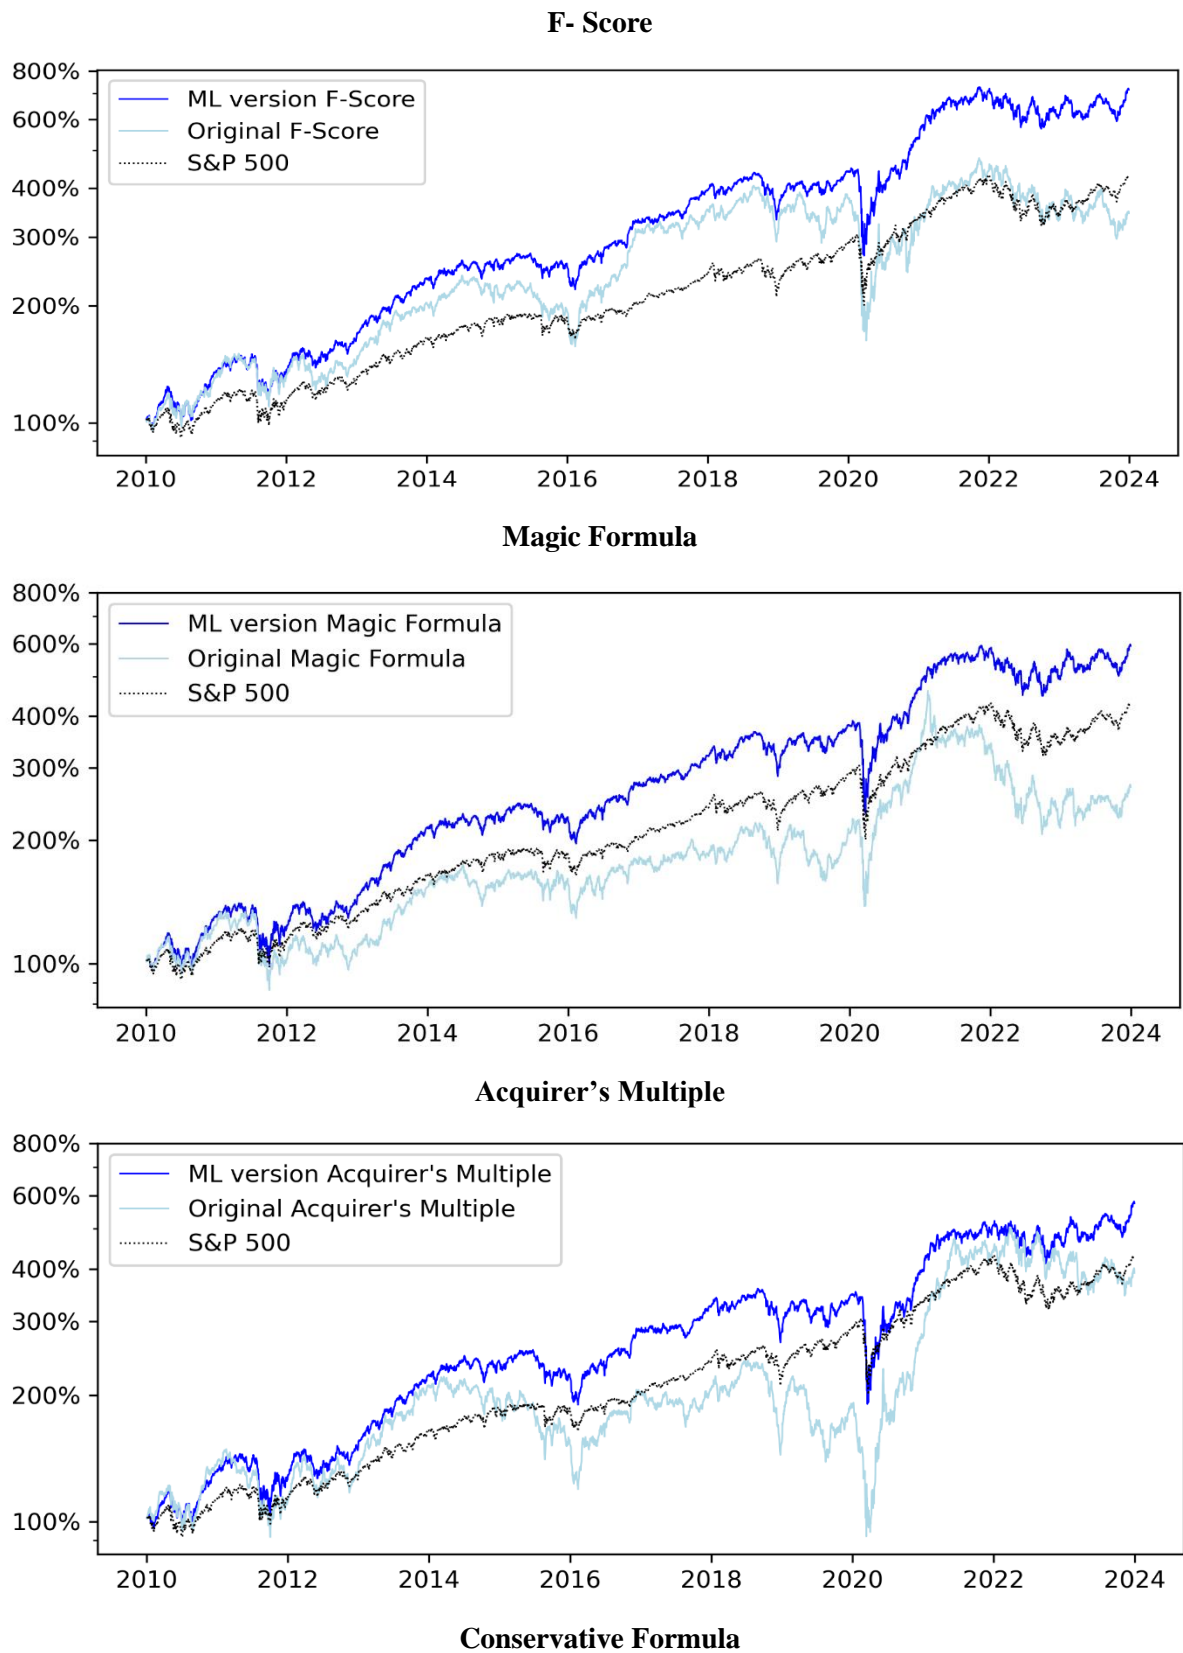 F- Score
800%
600%
400%
300%
200%
100%
ML version F-Score
Original F-Score
S&P 500
2010 2012 2014 2016 2018 2020 2022 2024
Magic Formula
800%
600%
400%
300%
200%
100%
ML version Magic Formula
Original Magic Formula
S&P 500
2010 2012 2014 2016 2018 2020 2022 2024
Acquirer’s Multiple
800%
600%
400%
300%
200%
100%
ML version Acquirer's Multiple
Original Acquirer's Multiple
S&P 500
2010 2012 2014 2016 2018 2020 2022 2024
Conservative Formula